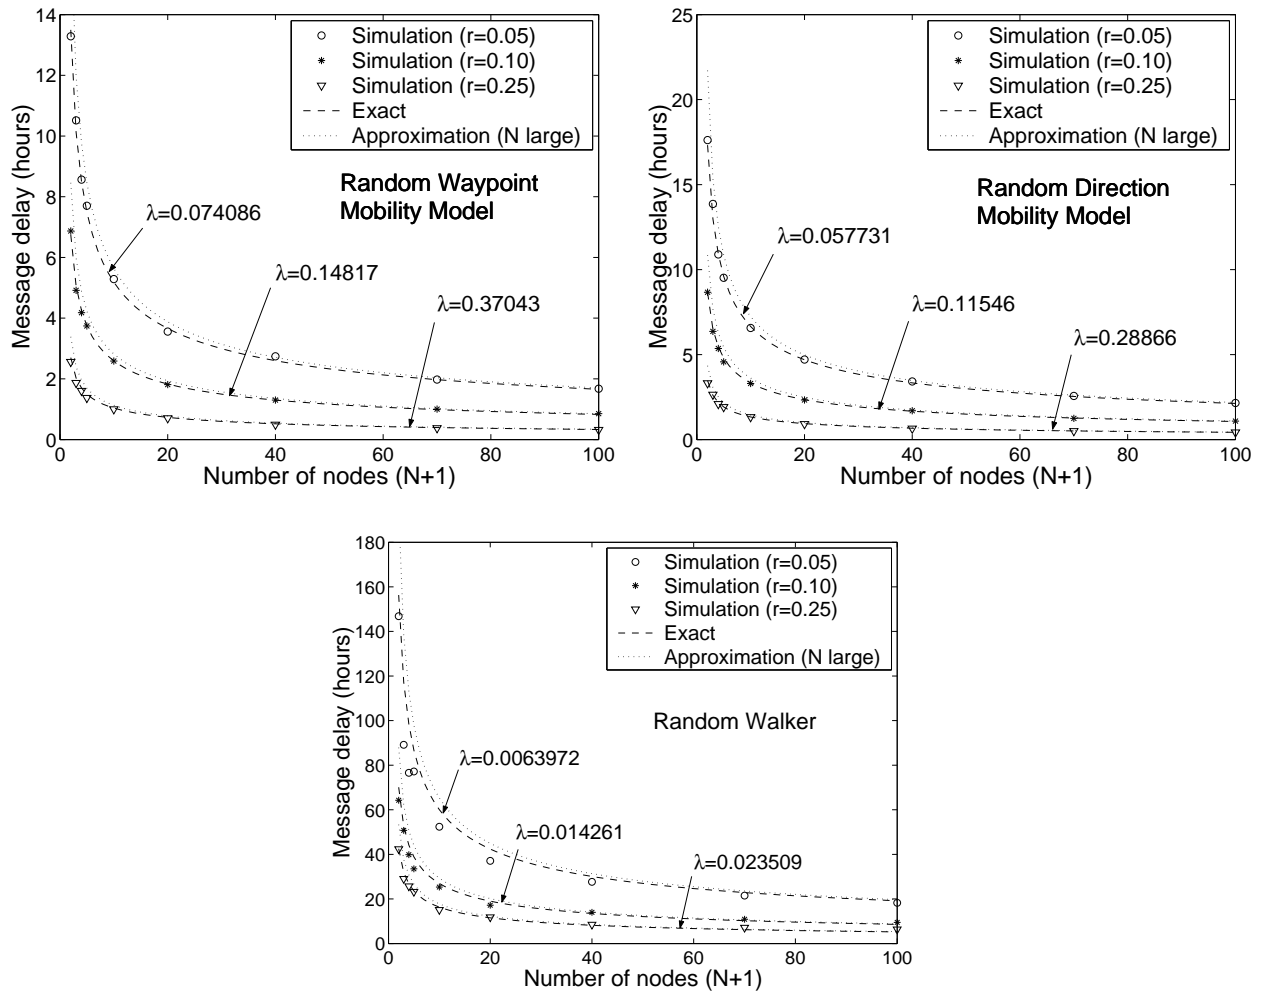 14
12
10
8
6
4
2
0
Message delay (hours)
0 20 40 60 80 100
Number of nodes (N+1)
Simulation (r=0.05)
Simulation (r=0.10)
Simulation (r=0.25)
Exact
Approximation (N large)
Random Waypoint
Mobility Model
λ=0.074086
λ=0.14817
λ=0.37043
25
20
15
10
5
0
Message delay (hours)
0 20 40 60 80 100
Number of nodes (N+1)
Simulation (r=0.05)
Simulation (r=0.10)
Simulation (r=0.25)
Exact
Approximation (N large)
Random Direction
Mobility Model
λ=0.057731
λ=0.11546
λ=0.28866
180
160
140
120
100
80
60
40
20
0
Message delay (hours)
0 20 40 60 80 100
Number of nodes (N+1)
Simulation (r=0.05)
Simulation (r=0.10)
Simulation (r=0.25)
Exact
Approximation (N large)
Random Walker
λ=0.0063972
λ=0.014261
λ=0.023509